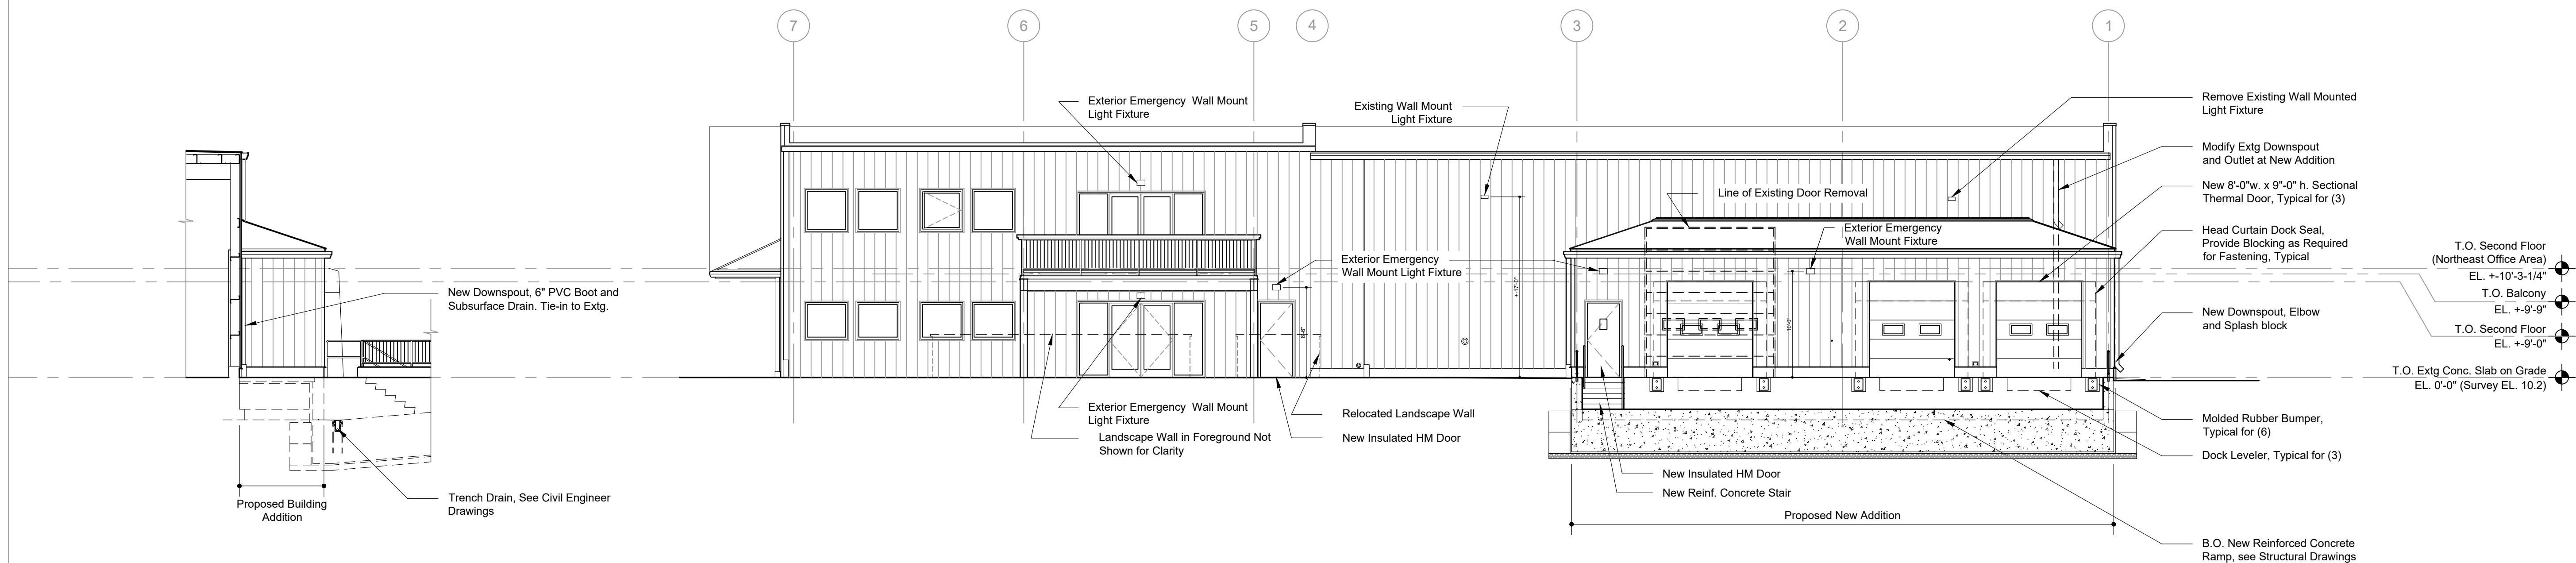 7
6
5
4
3
2
1
Exterior Emergency Wall Mount
Light Fixture
Existing Wall Mount
Light Fixture
Remove Existing Wall Mounted
Light Fixture
Modify Extg Downspout
and Outlet at New Addition
New 8'-0"w. x 9"-0" h. Sectional
Thermal Door, Typical for (3)
Line of Existing Door Removal
Head Curtain Dock Seal,
Provide Blocking as Required
for Fastening, Typical
Exterior Emergency
Wall Mount Fixture
T.O. Second Floor
(Northeast Office Area)
EL. +-10'-3-1/4"
T.O. Balcony
EL. +-9'-9"
T.O. Second Floor
EL. +-9'-0"
T.O. Extg Conc. Slab on Grade
EL. 0'-0" (Survey EL. 10.2)
Exterior Emergency
Wall Mount Light Fixture
New Downspout, 6" PVC Boot and
Subsurface Drain. Tie-in to Extg.
+-17'-0"
10'-0"
8'-6"
New Downspout, Elbow
and Splash block
Exterior Emergency Wall Mount
Light Fixture
Landscape Wall in Foreground Not
Shown for Clarity
Relocated Landscape Wall
New Insulated HM Door
Molded Rubber Bumper,
Typical for (6)
Dock Leveler, Typical for (3)
New Insulated HM Door
New Reinf. Concrete Stair
Proposed Building
Addition
Trench Drain, See Civil Engineer
Drawings
Proposed New Addition
B.O. New Reinforced Concrete
Ramp, see Structural Drawings